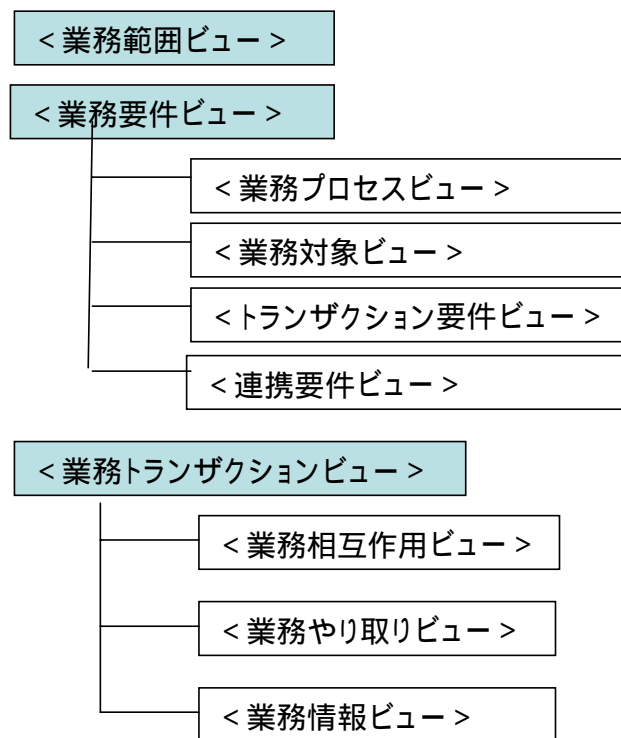 <業務範囲ビュー>
<業務要件ビュー>
<業務プロセスビュー>
<業務対象ビュー>
<トランザクション要件ビュー>
<連携要件ビュー>
<業務トランザクションビュー>
<業務相互作用ビュー>
<業務やり取りビュー>
<業務情報ビュー>